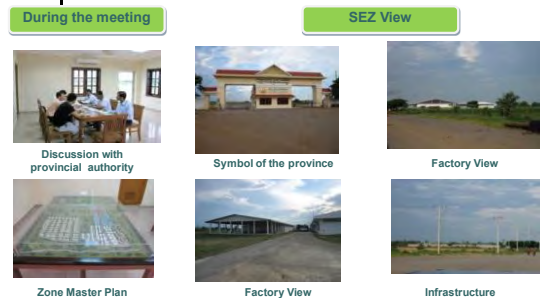 During the meeting
SEZ View
Discussion with
provincial authority
Symbol of the province
Factory View
Zone Master Plan
Factory View
Infrastructure